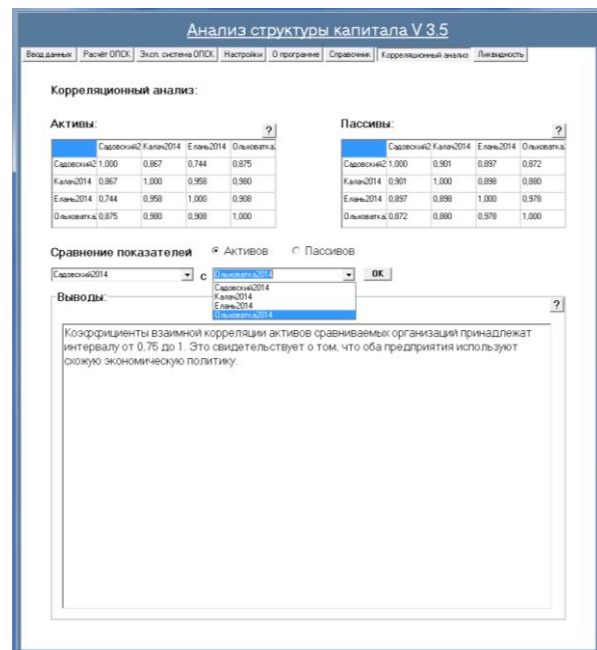 Анализ структуры капитала V 3.5
Ввод данных Расчёт ОПСК Эксп. система ОПСК Настройки О программе Справочник Корреляционный анализ Ликвидность
Корреляционный анализ:
Активы: ?
Садовский2 Калач2014 Елань2014 Ольховатка
Садовский2 1,000 0,867 0,744 0,875
Калач2014 0,867 1,000 0,958 0,980
Елань2014 0,744 0,958 1,000 0,908
Ольховатка 0,875 0,980 0,908 1,000
Пассивы: ?
Садовский2 Калач2014 Елань2014 Ольховатка
Садовский2 1,000 0,901 0,897 0,872
Калач2014 0,901 1,000 0,898 0,880
Елань2014 0,897 0,898 1,000 0,978
Ольховатка 0,872 0,880 0,978 1,000
Сравнение показателей Активов Пассивов
Садовский2014 с Ольховатка2014 OK
Садовский2014
Калач2014
Елань2014
Ольховатка2014
Выводы: ?
Коэффициенты взаимной корреляции активов сравниваемых организаций принадлежат
интервалу от 0,75 до 1. Это свидетельствует о том, что оба предприятия используют
схожую экономическую политику.